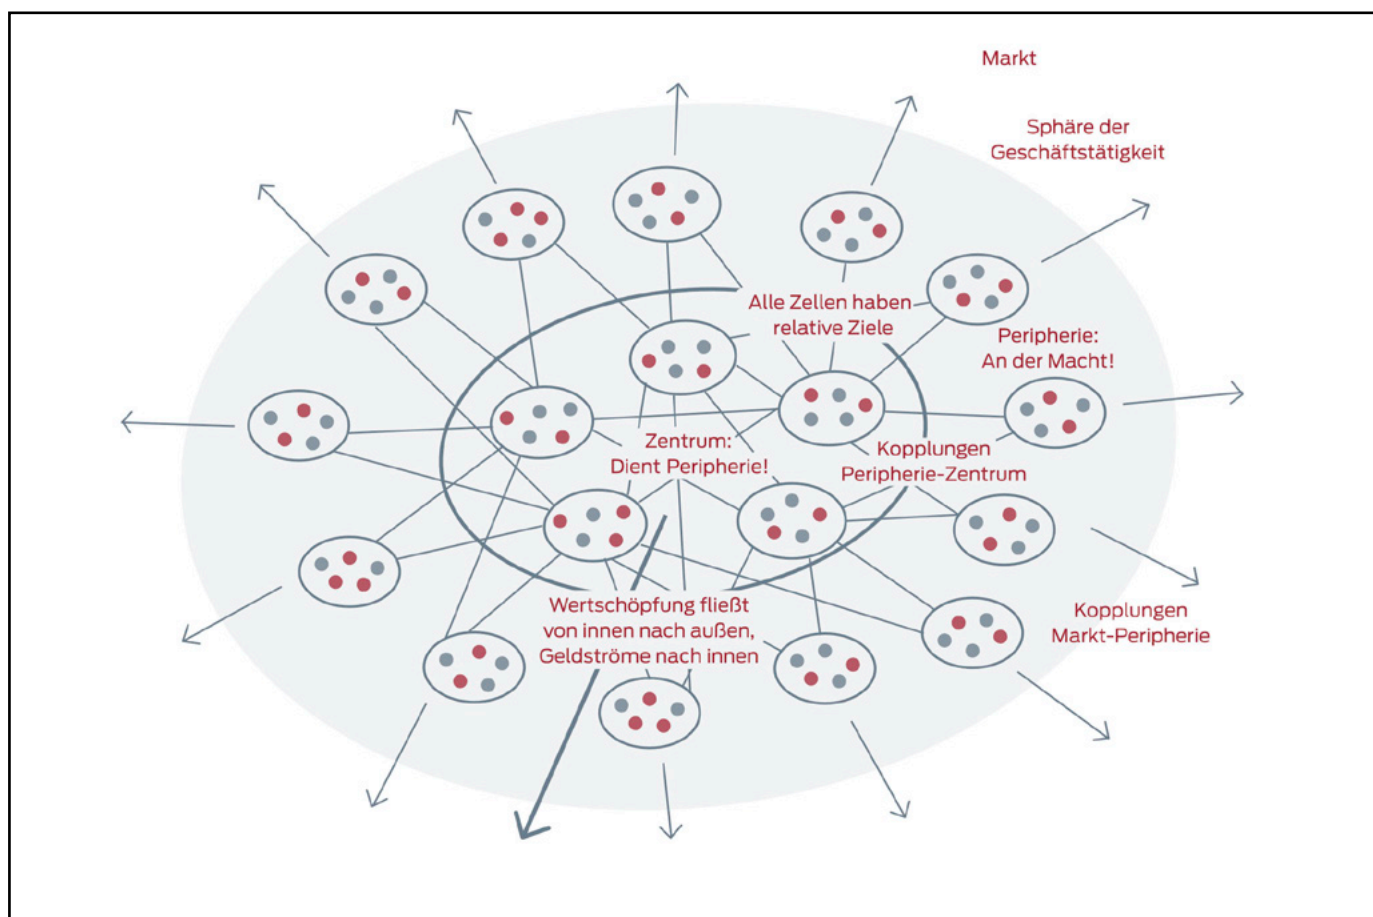 Markt
Sphäre der
Geschäftstätigkeit
Alle Zellen haben
relative Ziele
Peripherie:
An der Macht!
Zentrum:
Dient Peripherie!
Kopplungen
Peripherie-Zentrum
Wertschöpfung fließt
von innen nach außen,
Geldströme nach innen
Kopplungen
Markt-Peripherie